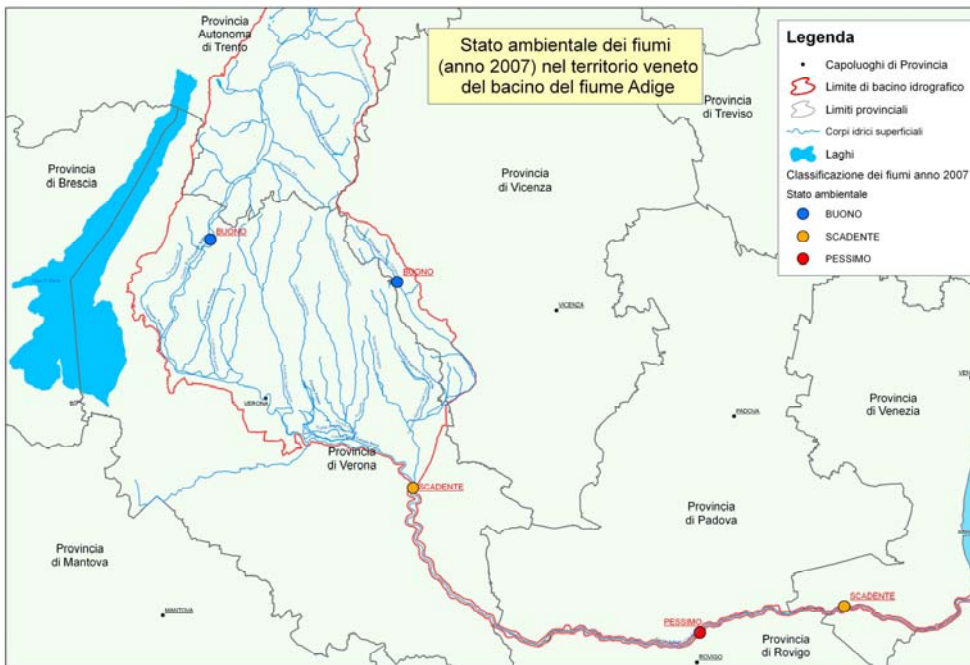 Stato ambientale dei fiumi
(anno 2007) nel territorio veneto
del bacino del fiume Adige
Legenda
Capoluoghi di Provincia
Limite di bacino idrografico
Limiti provinciali
Corpi idrici superficiali
Laghi
Classificazione dei fiumi anno 2007
Stato ambientale
BUONO
SCADENTE
PESSIMO
Provincia
Autonoma
di Trento
Provincia
di Treviso
Provincia
di Brescia
Provincia
di Vicenza
BUONO
BUONO
VICENZA
VERONA
PADOVA
Provincia
di Venezia
Provincia
di Verona
SCADENTE
Provincia
di Padova
Provincia
di Mantova
MANTOVA
SCADENTE
PESSIMO
Provincia
di Rovigo
ROVIGO